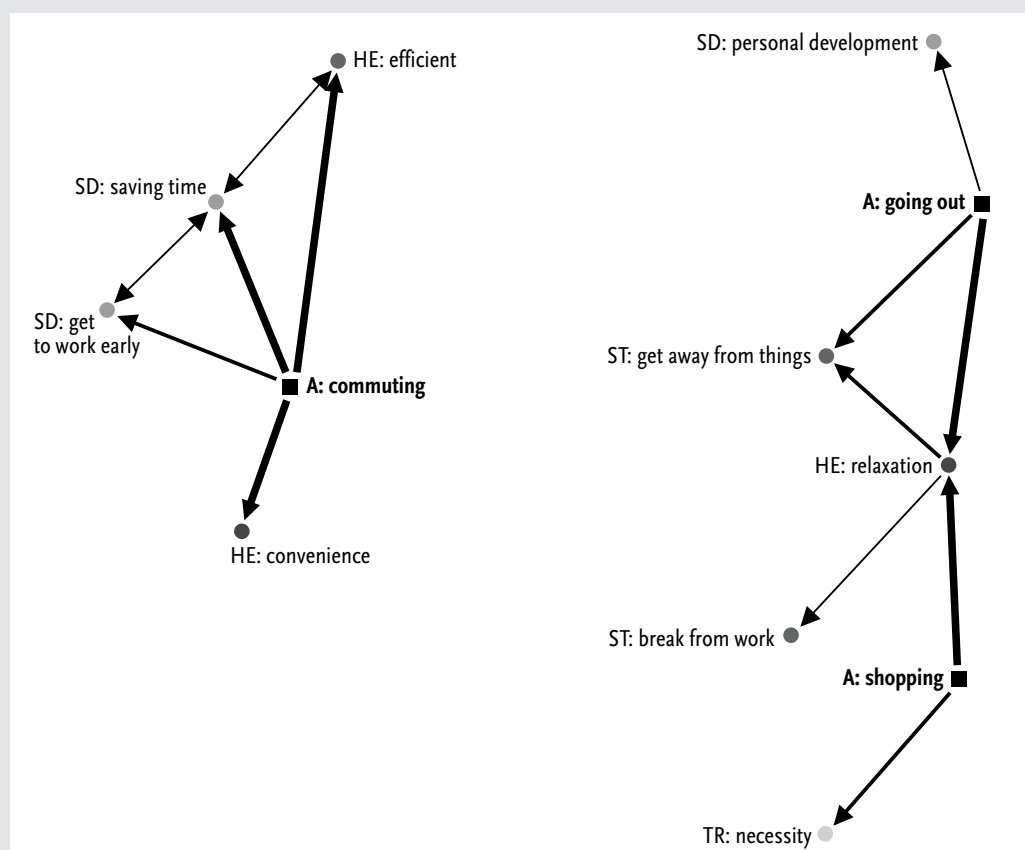 HE: efficient
SD: saving time
SD: get
to work early
A: commuting
HE: convenience
SD: personal development
A: going out
ST: get away from things
HE: relaxation
ST: break from work
A: shopping
TR: necessity